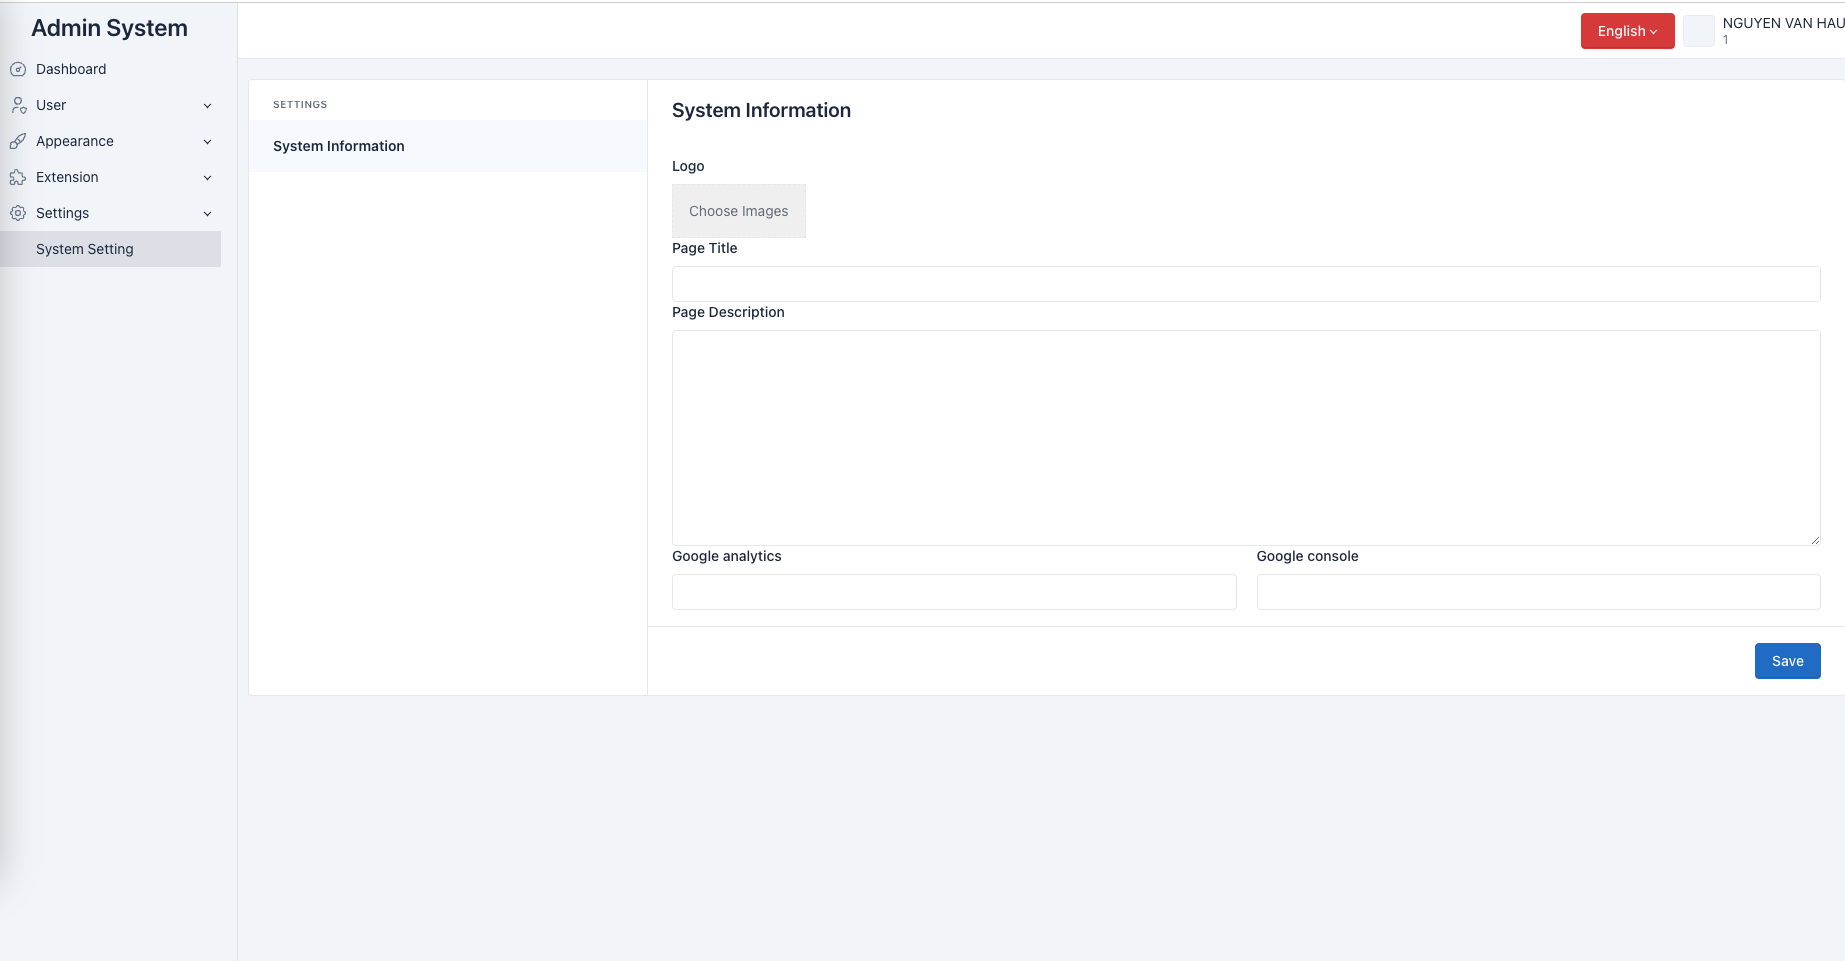 Admin System
Dashboard
User
Appearance
Extension
Settings
System Setting
English
NGUYEN VAN HAU
1
SETTINGS
System Information
System Information
Logo
Choose Images
Page Title
Page Description
Google analytics
Google console
Save